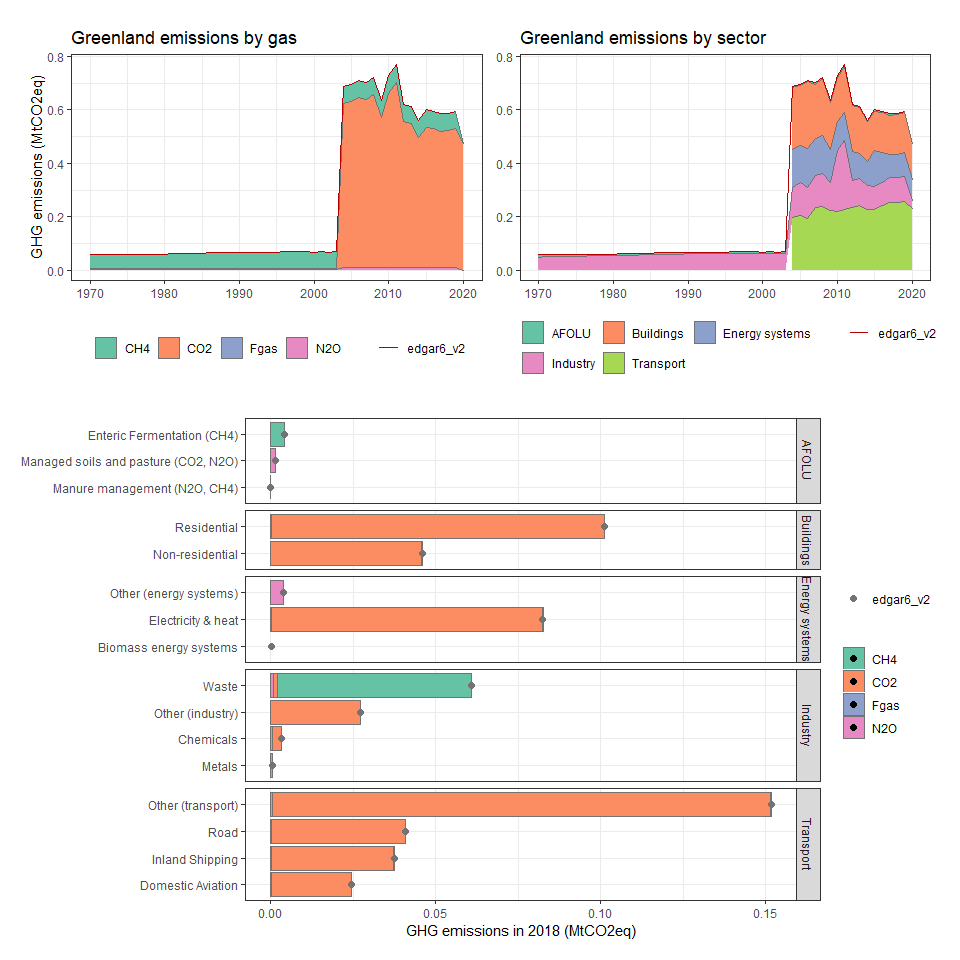 Greenland emissions by gas
GHG emissions (MtCO2eq)
0.8
0.6
0.4
0.2
0.0
1970 1980 1990 2000 2010 2020
CH4 CO2 Fgas N2O edgar6_v2
Greenland emissions by sector
0.8
0.6
0.4
0.2
0.0
1970 1980 1990 2000 2010 2020
AFOLU Buildings Energy systems edgar6_v2
Industry Transport
Enteric Fermentation (CH4)
Managed soils and pasture (CO2, N2O)
Manure management (N2O, CH4)
AFOLU
Residential
Non-residential
Buildings
Other (energy systems)
Electricity & heat
Biomass energy systems
Energy systems
Waste
Other (industry)
Chemicals
Metals
Industry
Other (transport)
Road
Inland Shipping
Domestic Aviation
Transport
0.00 0.05 0.10 0.15
GHG emissions in 2018 (MtCO2eq)
edgar6_v2
CH4
CO2
Fgas
N2O